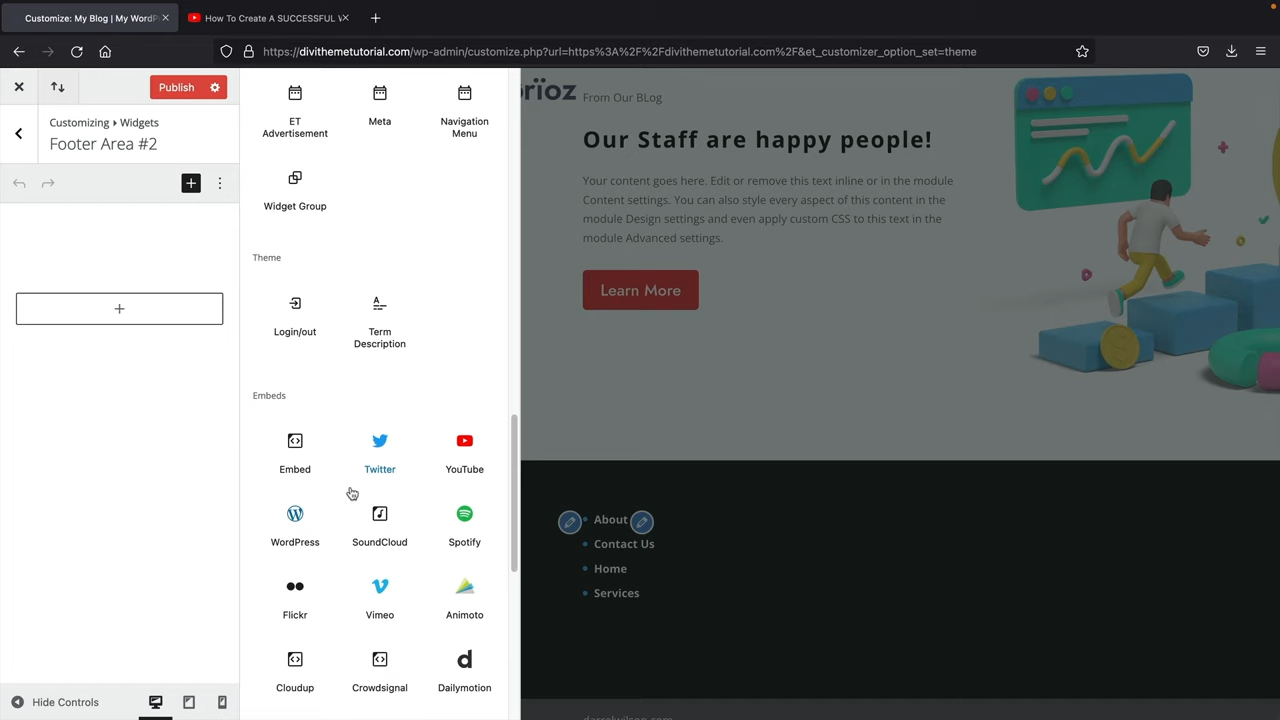 Customize: My Blog | My WordP
How To Create A SUCCESSFUL V
https://divithemetutorial.com/wp-admin/customize.php?url=https%3A%2F%2Fdivithemetutorial.com%2F&et_customizer_option_set=theme
Publish
Customizing ▸ Widgets
Footer Area #2
ET
Advertisement
Meta
Navigation
Menu
Widget Group
Theme
Login/out
Term
Description
Embeds
Embed
Twitter
YouTube
WordPress
SoundCloud
Spotify
Flickr
Vimeo
Animoto
Cloudup
Crowdsignal
Dailymotion
Hide Controls
From Our BLog
Our Staff are happy people!
Your content goes here. Edit or remove this text inline or in the module
Content settings. You can also style every aspect of this content in the
module Design settings and even apply custom CSS to this text in the
module Advanced settings.
Learn More
About
Contact Us
Home
Services
darrelwilson.com